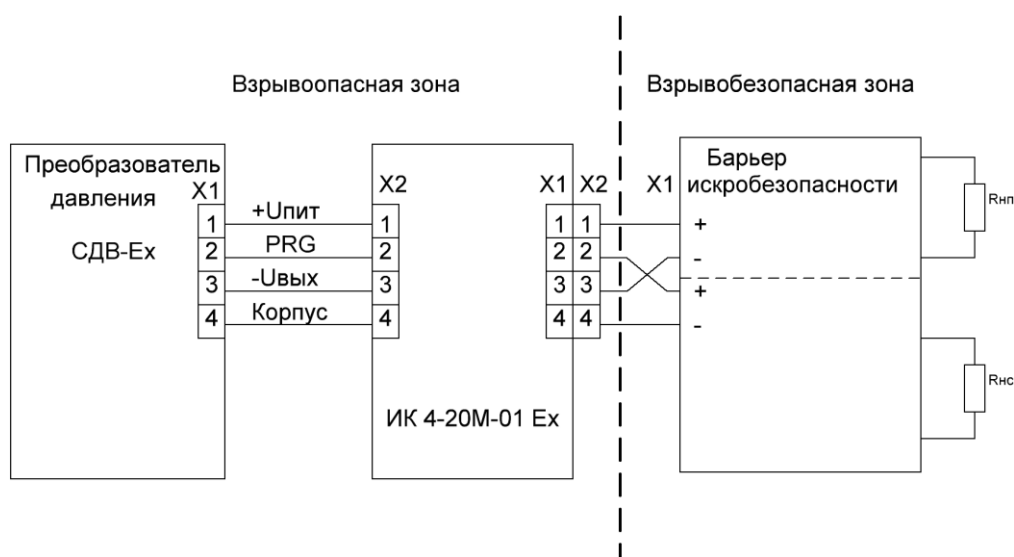 Взрывоопасная зона
Взрывобезопасная зона
Преобразователь
давления
СДВ-Ex
X1
1
2
3
4
+Uпит
PRG
-Uвых
Корпус
X2
1
2
3
4
ИК 4-20М-01 Ex
X1 X2
1 1
2 2
3 3
4 4
X1
Барьер
искробезопасности
+
-
+
-
Rнп
Rнс